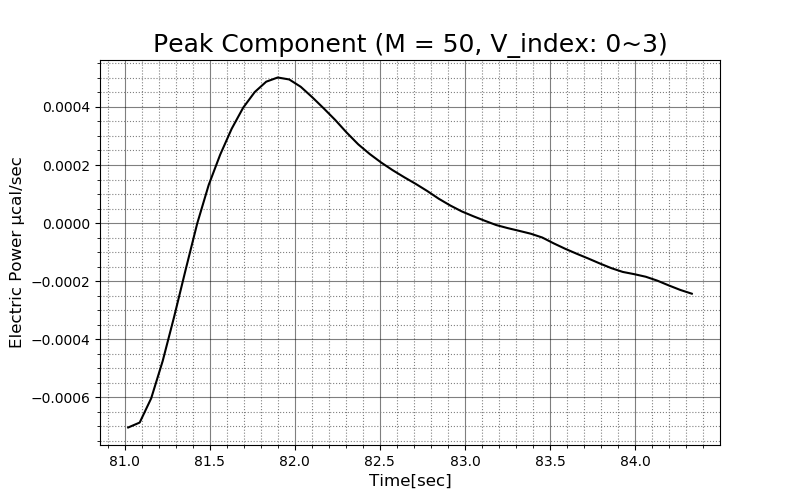 Peak Component (M = 50, V_index: 0~3)
Electric Power μcal/sec
0.0004
0.0002
0.0000
−0.0002
−0.0004
−0.0006
81.0 81.5 82.0 82.5 83.0 83.5 84.0
Time[sec]